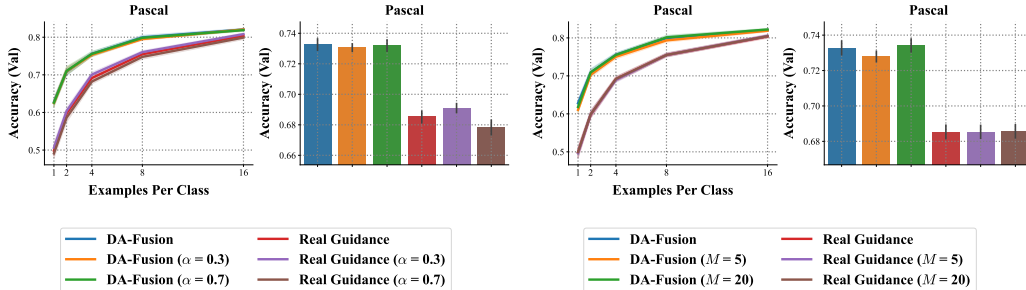 Pascal
Accuracy (Val)
0.8
0.7
0.6
0.5
1 2 4 8 16
Examples Per Class
Pascal
Accuracy (Val)
0.74
0.72
0.70
0.68
0.66
Pascal
Accuracy (Val)
0.8
0.7
0.6
0.5
1 2 4 8 16
Examples Per Class
Pascal
Accuracy (Val)
0.74
0.72
0.70
0.68
DA-Fusion
DA-Fusion (α = 0.3)
DA-Fusion (α = 0.7)
Real Guidance
Real Guidance (α = 0.3)
Real Guidance (α = 0.7)
DA-Fusion
DA-Fusion (M = 5)
DA-Fusion (M = 20)
Real Guidance
Real Guidance (M = 5)
Real Guidance (M = 20)